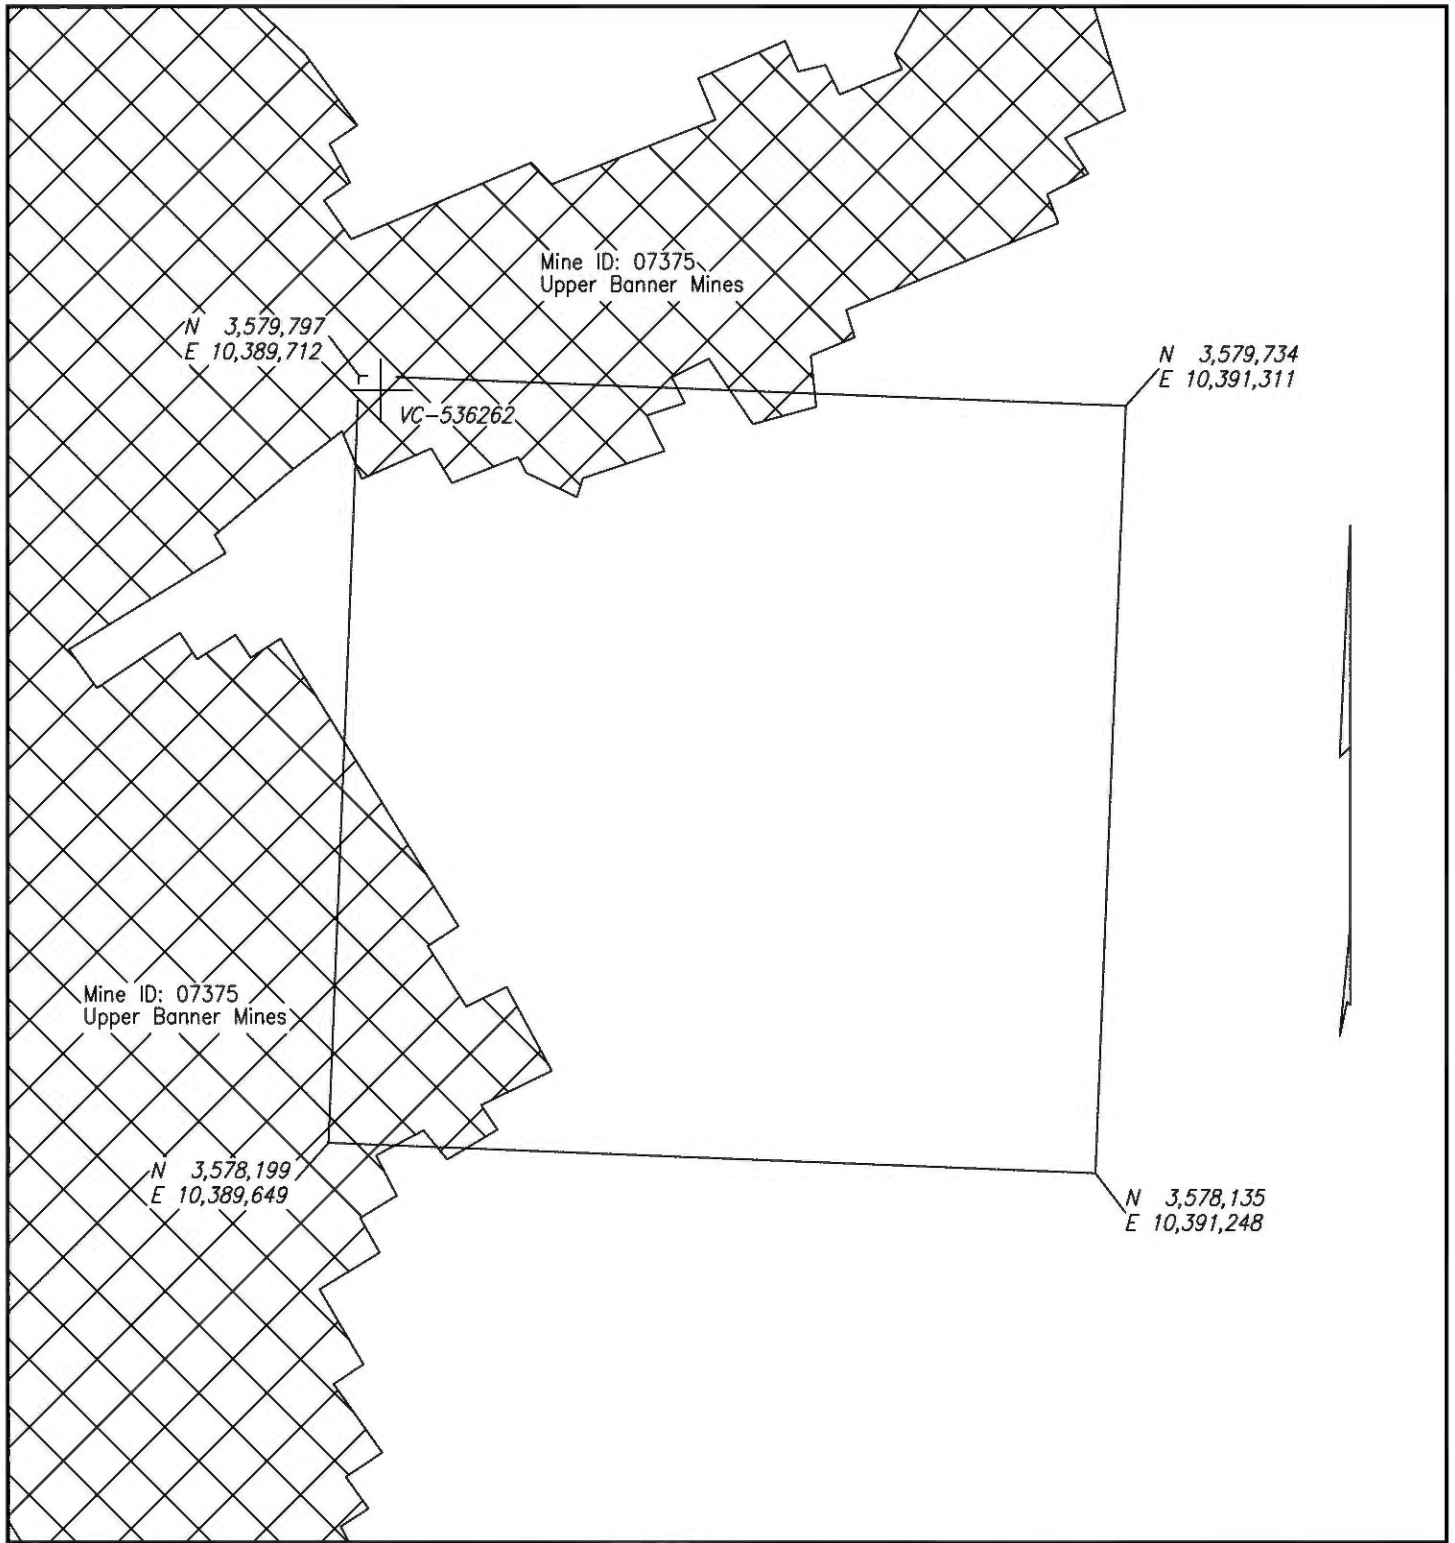 Mine ID: 07375
Upper Banner Mines
N 3,579,797
E 10,389,712
N 3,579,734
E 10,391,311
VC-536262
Mine ID: 07375
Upper Banner Mines
N 3,578,199
E 10,389,649
N 3,578,135
E 10,391,248